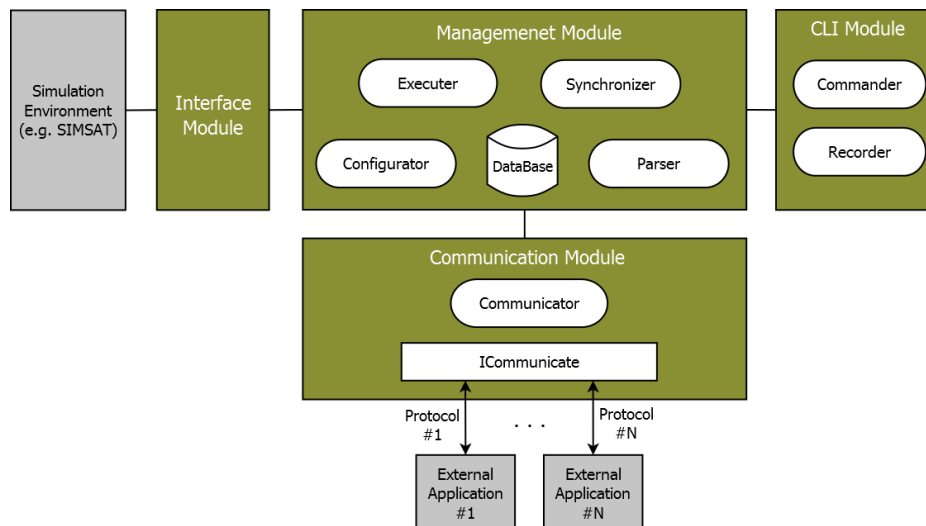 Simulation
Environment
(e.g. SIMSAT)
Interface
Module
Managemenet Module
Executer
Synchronizer
Configurator
DataBase
Parser
CLI Module
Commander
Recorder
Communication Module
Communicator
ICommunicate
Protocol
#1
. . .
Protocol
#N
External
Application
#1
External
Application
#N